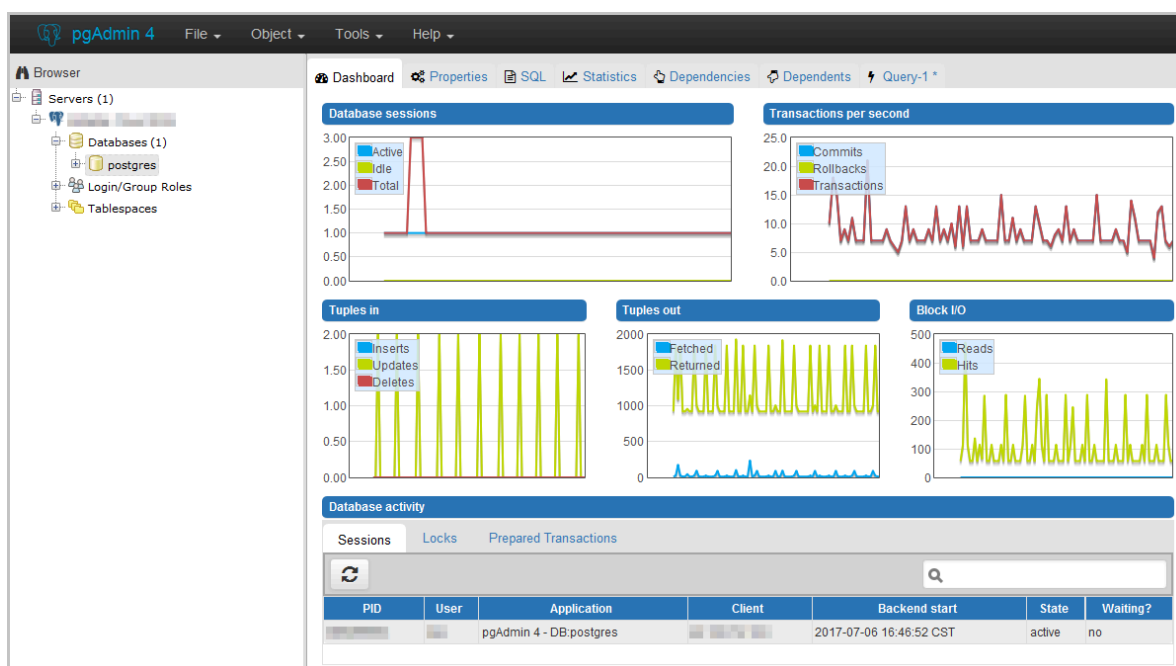 pgAdmin 4 File Object Tools Help
Browser
Dashboard Properties SQL Statistics Dependencies Dependents Query-1 *
Servers (1)
Databases (1)
postgres
Login/Group Roles
Tablespaces
Database sessions
3.00
2.50
2.00
1.50
1.00
0.50
0.00
Active
Idle
Total
Transactions per second
25.0
20.0
15.0
10.0
5.0
0.0
Commits
Rollbacks
Transactions
Tuples in
2.00
1.50
1.00
0.50
0.00
Inserts
Updates
Deletes
Tuples out
2000
1500
1000
500
0
Fetched
Returned
Block I/O
500
400
300
200
100
0
Reads
Hits
Database activity
Sessions Locks Prepared Transactions
PID User Application Client Backend start State Waiting?
pgAdmin 4 - DB:postgres 2017-07-06 16:46:52 CST active no